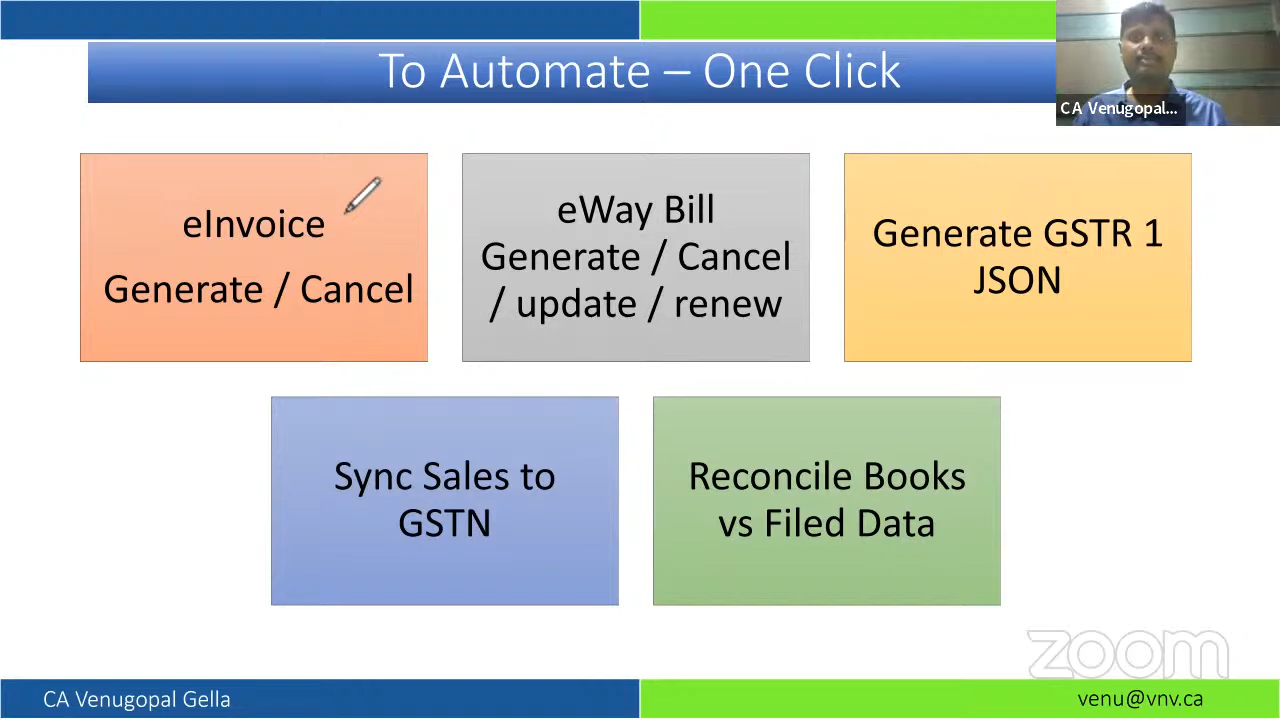 To Automate – One Click
CA Venugopal...
eInvoice
Generate / Cancel
eWay Bill
Generate / Cancel
/ update / renew
Generate GSTR 1
JSON
Sync Sales to
GSTN
Reconcile Books
vs Filed Data
zoom
CA Venugopal Gella
venu@vnv.ca